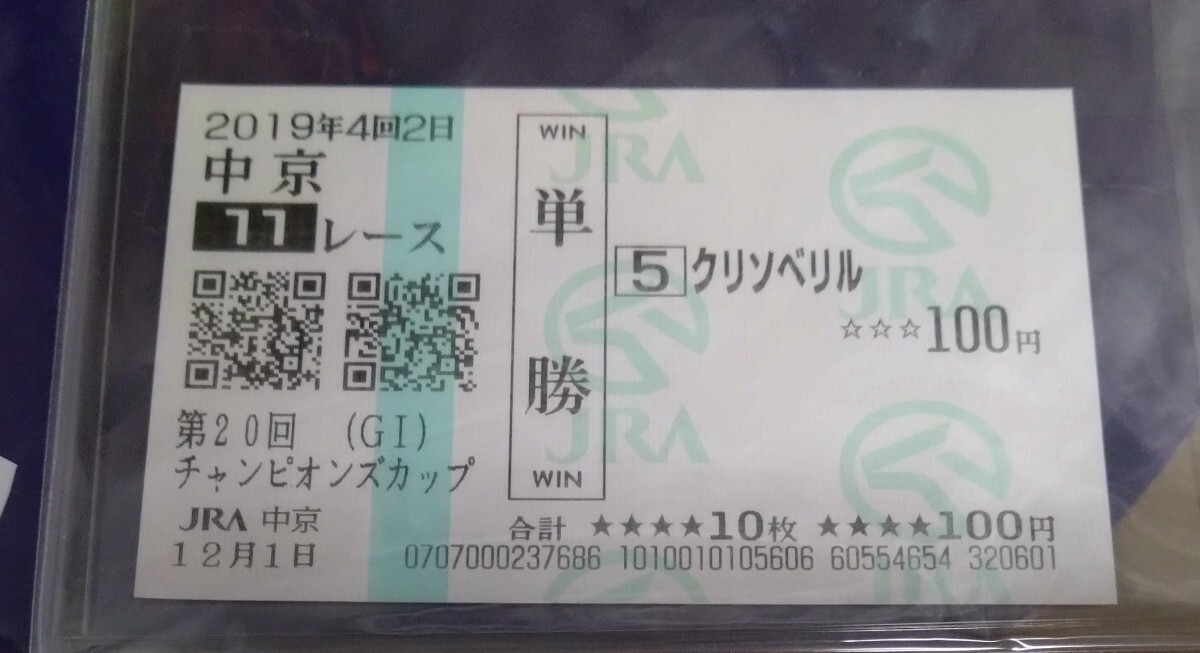 2019年4回2日
中京
11レース
第20回 (GI)
チャンピオンズカップ
JRA 中京
12月1日
WIN
単勝
WIN
5 クリソベリル
☆☆☆100円
合計 ★★★★10枚 ★★★★100円
0707000237686 1010010105606 60554654 320601
JRA
JRA
JRA
JRA